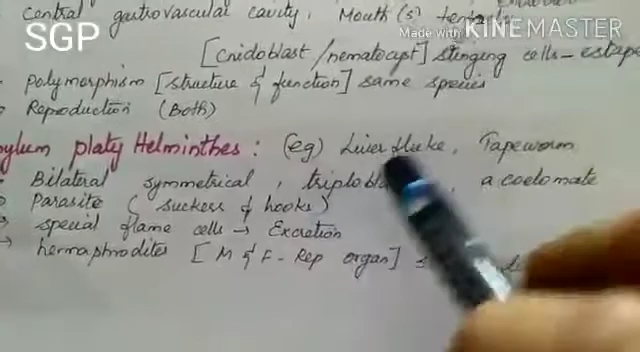 Central gastrovascular cavity, Mouth (s) tentacles
Made with KINEMASTER
SGP
[Cnidoblast / nematocyst] stinging cells - escape
polymorphism [structure & function] same species
Reproduction (Both)
phylum platy Helminthes : (eg) Liver fluke, Tapeworm
Bilateral symmetrical, acoelomate
Parasite (suckers & hooks)
special flame cells → Excretion
hermaphrodites [M & F - Rep organ]